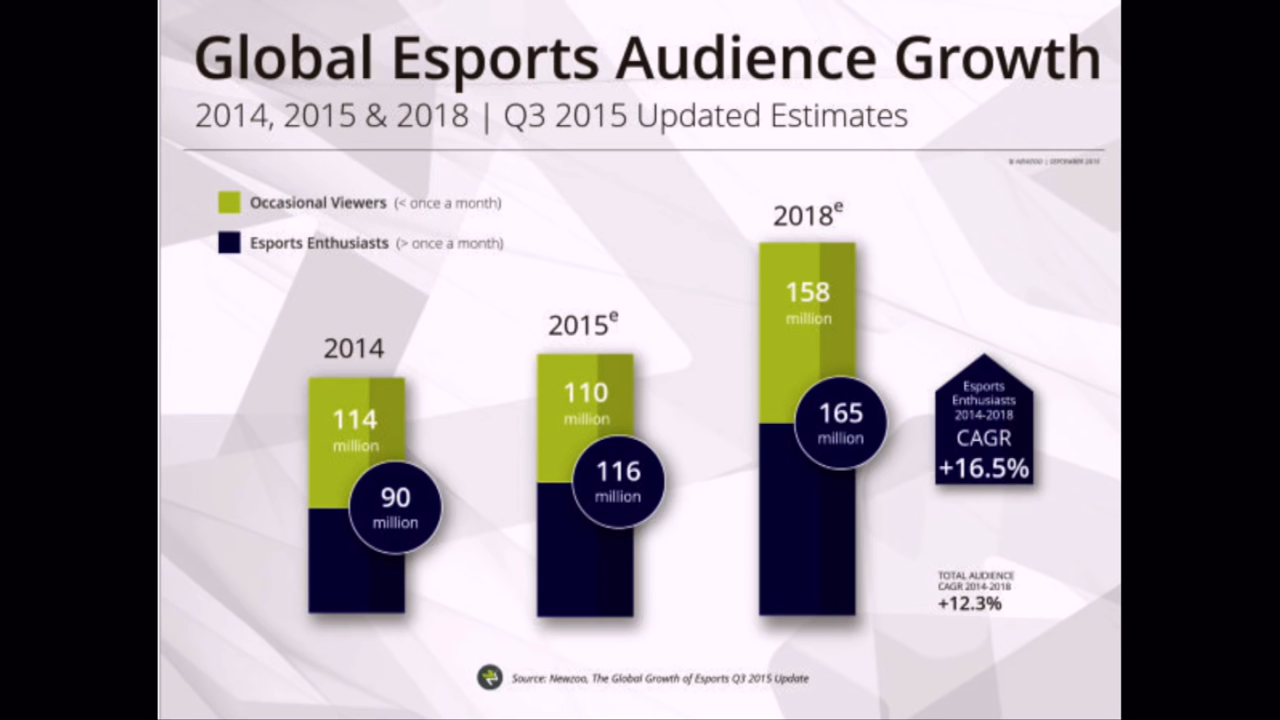 Global Esports Audience Growth
2014, 2015 & 2018 | Q3 2015 Updated Estimates
© NEWZOO | SEPTEMBER 2015
Occasional Viewers (< once a month)
Esports Enthusiasts (> once a month)
2014
114
million
90
million
2015e
110
million
116
million
2018e
158
million
165
million
Esports
Enthusiasts
2014-2018
CAGR
+16.5%
TOTAL AUDIENCE
CAGR 2014-2018
+12.3%
Source: Newzoo, The Global Growth of Esports Q3 2015 Update